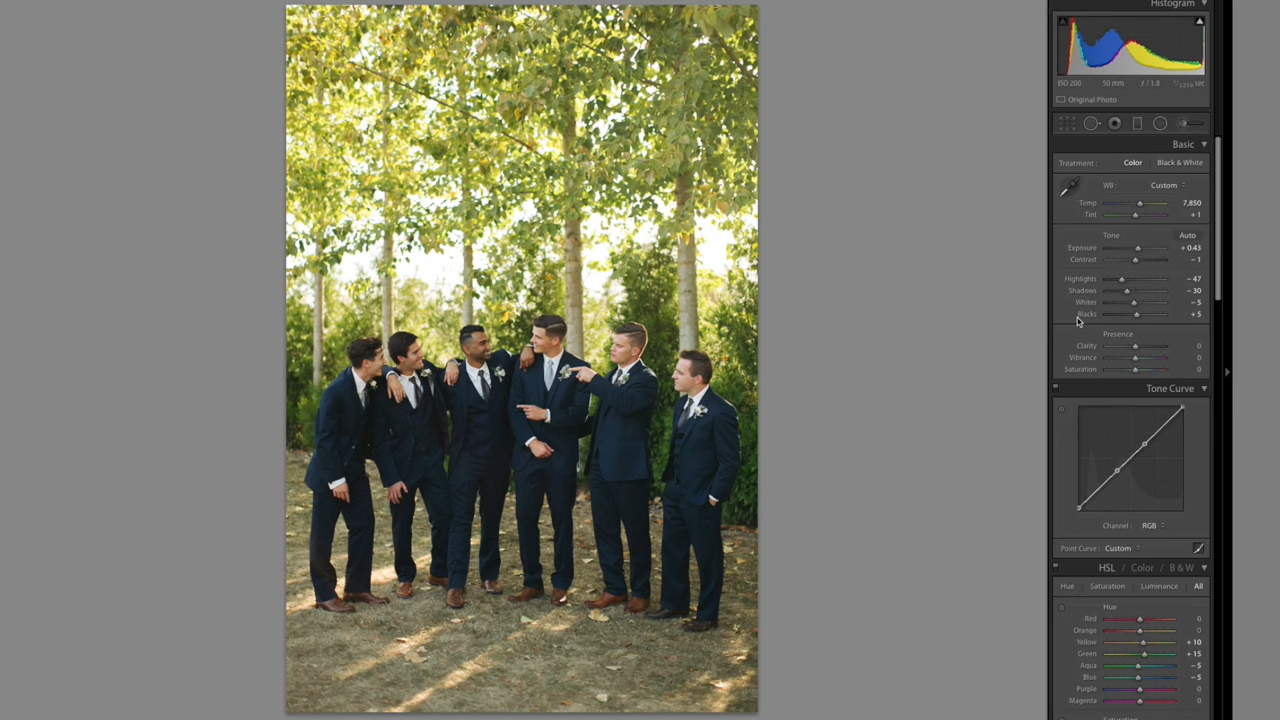 Histogram
ISO 200 50 mm f / 1.8 1/1250 sec
Original Photo
Basic
Treatment : Color Black & White
WB : Custom
Temp 7,850
Tint + 1
Tone Auto
Exposure + 0.43
Contrast − 1
Highlights − 47
Shadows − 30
Whites − 5
Blacks + 5
Presence
Clarity 0
Vibrance 0
Saturation 0
Tone Curve
Channel : RGB
Point Curve : Custom
HSL / Color / B & W
Hue Saturation Luminance All
Hue
Red 0
Orange 0
Yellow + 10
Green + 15
Aqua − 5
Blue − 5
Purple 0
Magenta 0